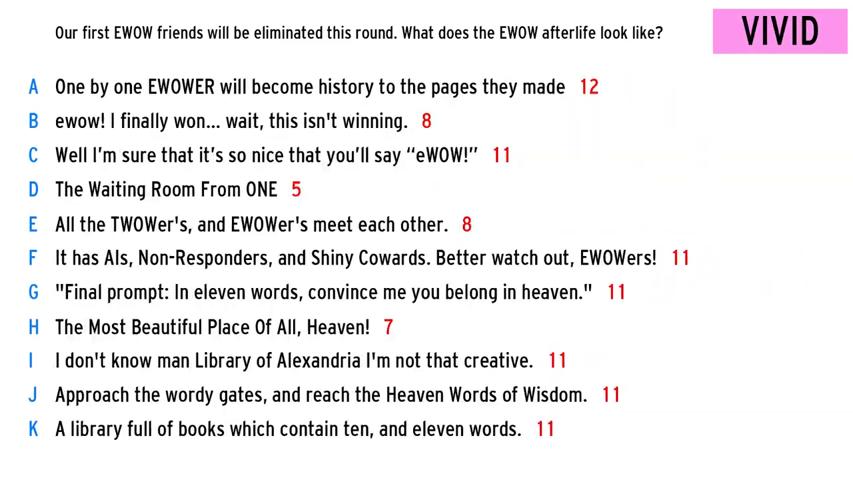 Our first EWOW friends will be eliminated this round. What does the EWOW afterlife look like?
VIVID
A One by one EWOWER will become history to the pages they made 12
B ewow! I finally won... wait, this isn't winning. 8
C Well I’m sure that it’s so nice that you’ll say “eWOW!” 11
D The Waiting Room From ONE 5
E All the TWOWer's, and EWOWer's meet each other. 8
F It has AIs, Non-Responders, and Shiny Cowards. Better watch out, EWOWers! 11
G "Final prompt: In eleven words, convince me you belong in heaven." 11
H The Most Beautiful Place Of All, Heaven! 7
I I don't know man Library of Alexandria I'm not that creative. 11
J Approach the wordy gates, and reach the Heaven Words of Wisdom. 11
K A library full of books which contain ten, and eleven words. 11